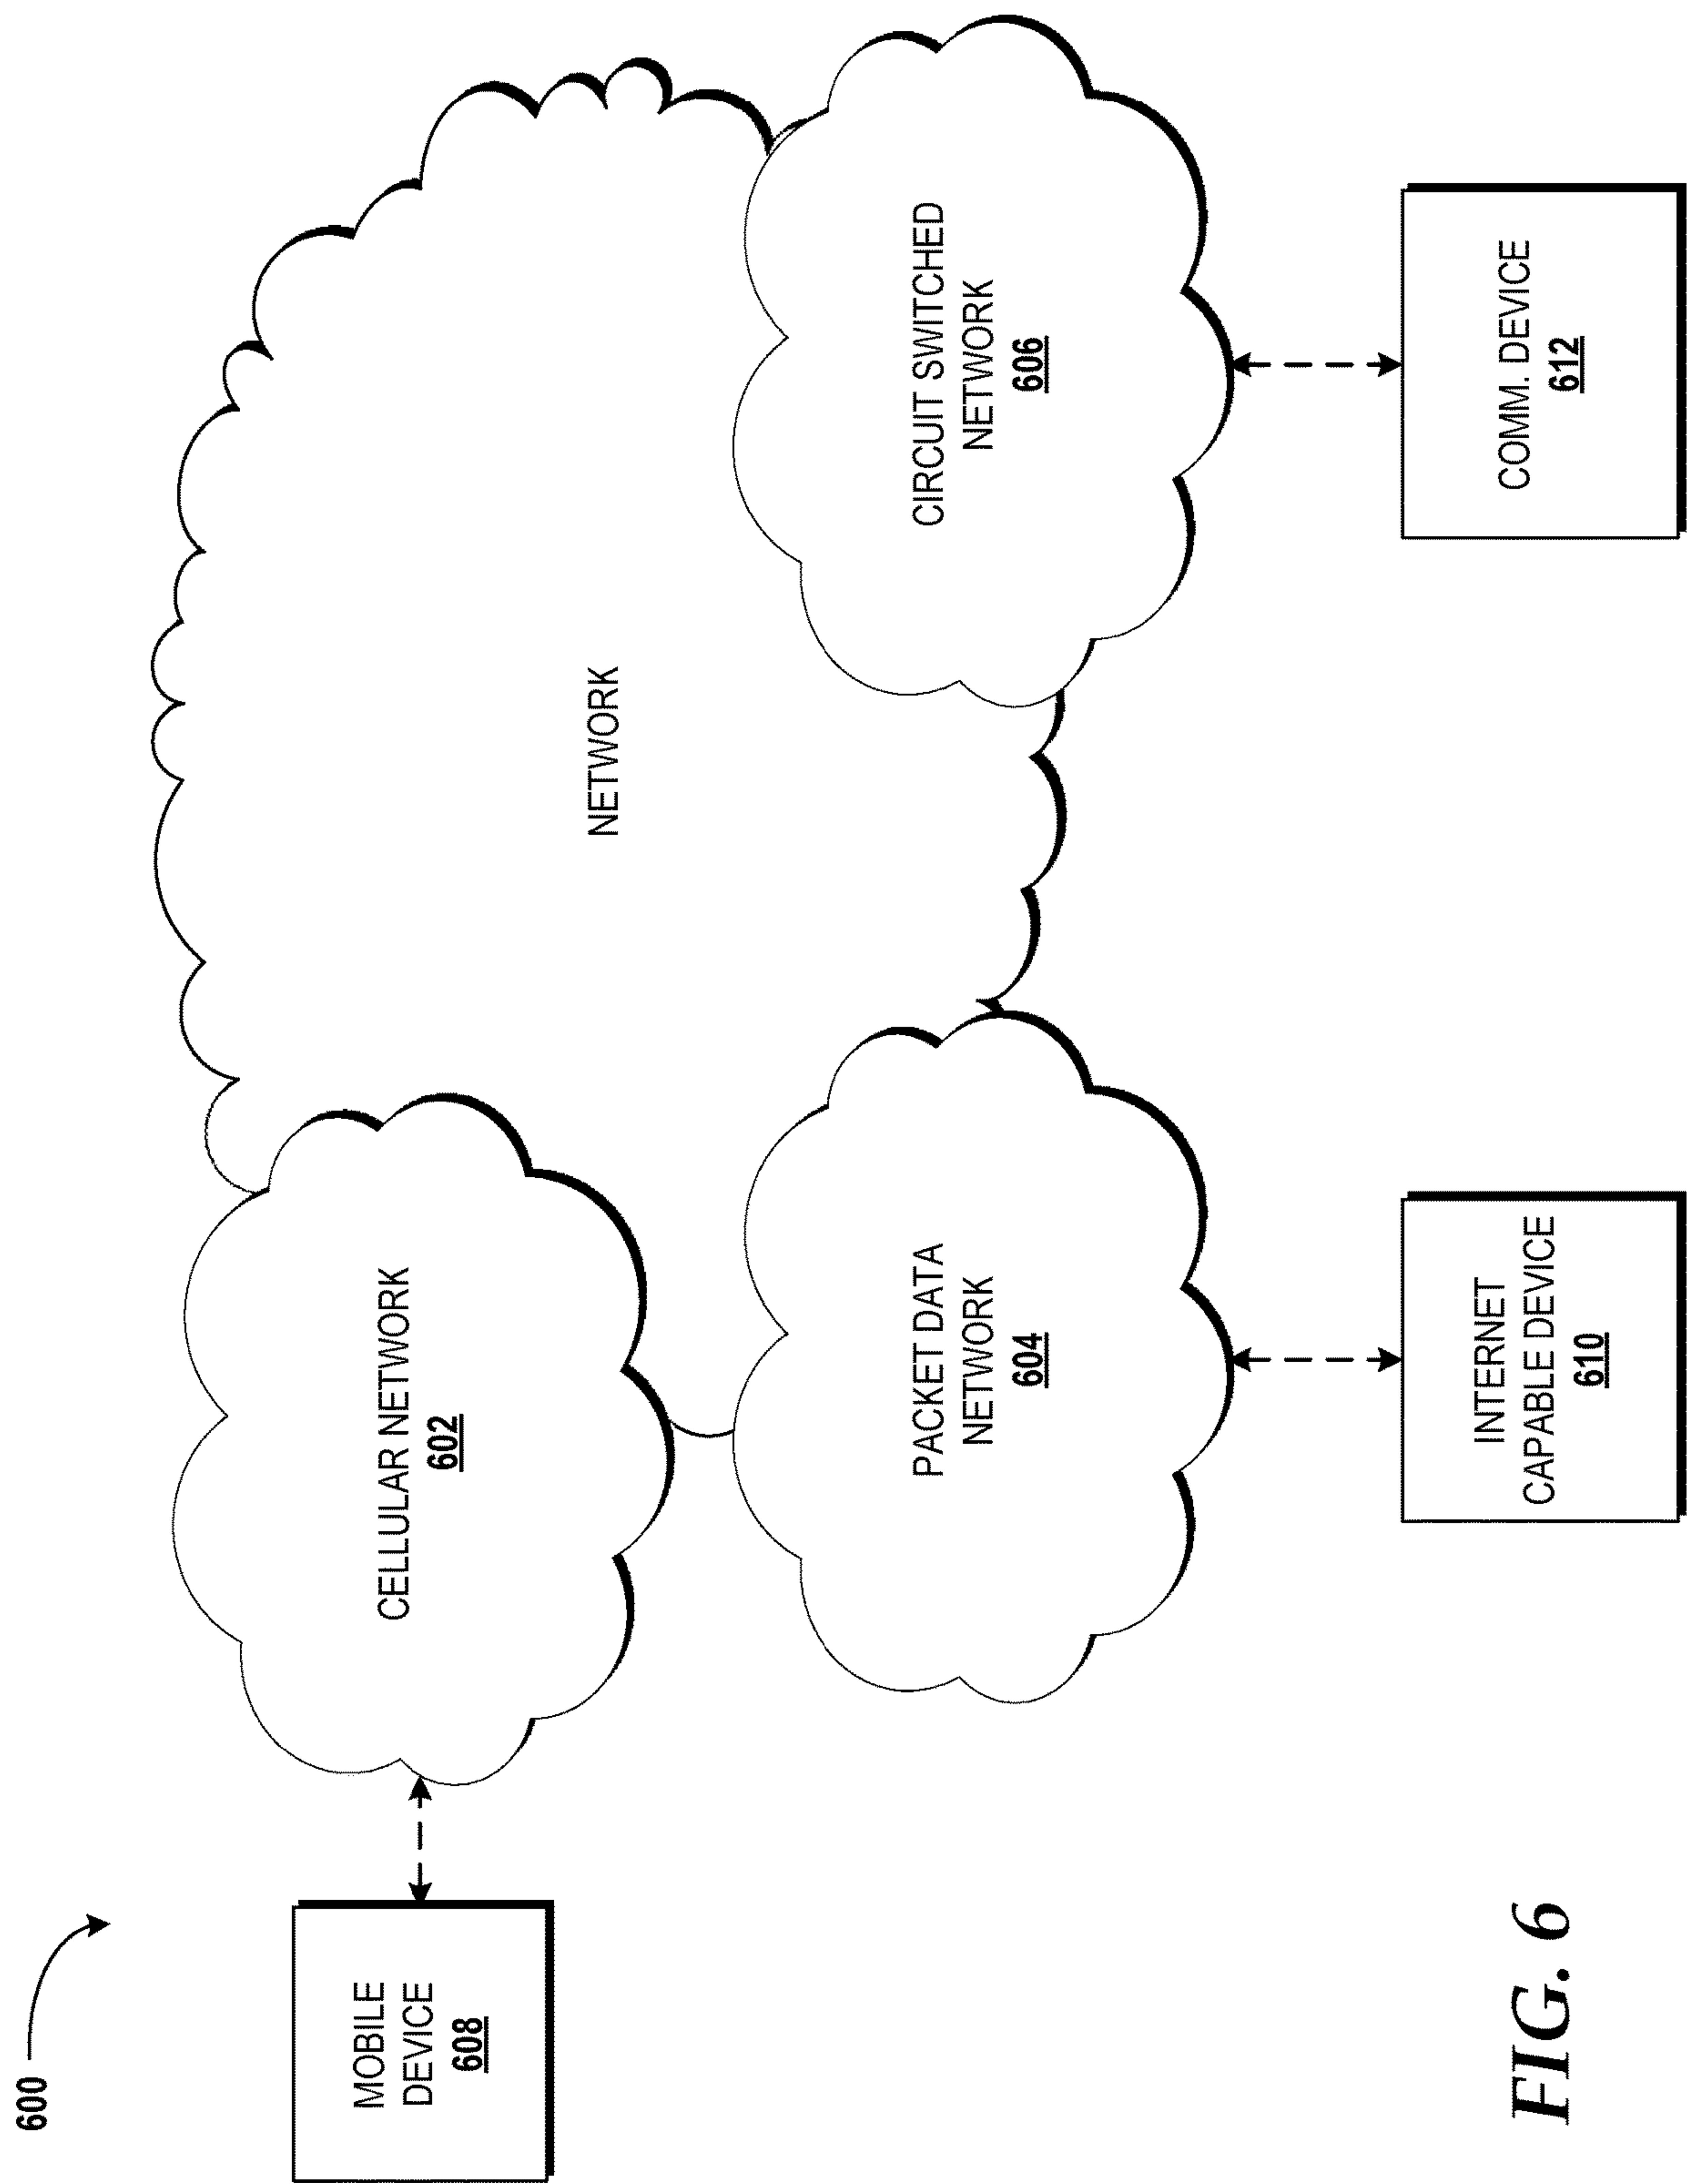 600
MOBILE
DEVICE
608
CELLULAR NETWORK
602
NETWORK
PACKET DATA
NETWORK
604
CIRCUIT SWITCHED
NETWORK
606
INTERNET
CAPABLE DEVICE
610
COMM. DEVICE
612
FIG. 6